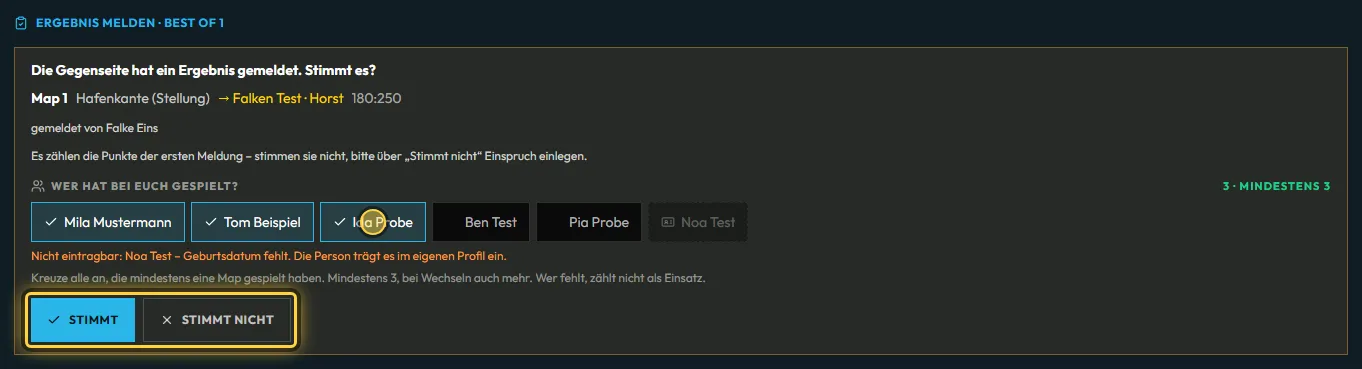 ERGEBNIS MELDEN · BEST OF 1
Die Gegenseite hat ein Ergebnis gemeldet. Stimmt es?
Map 1 Hafenkante (Stellung) → Falken Test · Horst 180:250
gemeldet von Falke Eins
Es zählen die Punkte der ersten Meldung – stimmen sie nicht, bitte über „Stimmt nicht“ Einspruch einlegen.
WER HAT BEI EUCH GESPIELT? 3 · MINDESTENS 3
Mila Mustermann Tom Beispiel Ida Probe Ben Test Pia Probe Noa Test
Nicht eintragbar: Noa Test – Geburtsdatum fehlt. Die Person trägt es im eigenen Profil ein.
Kreuze alle an, die mindestens eine Map gespielt haben. Mindestens 3, bei Wechseln auch mehr. Wer fehlt, zählt nicht als Einsatz.
STIMMT STIMMT NICHT